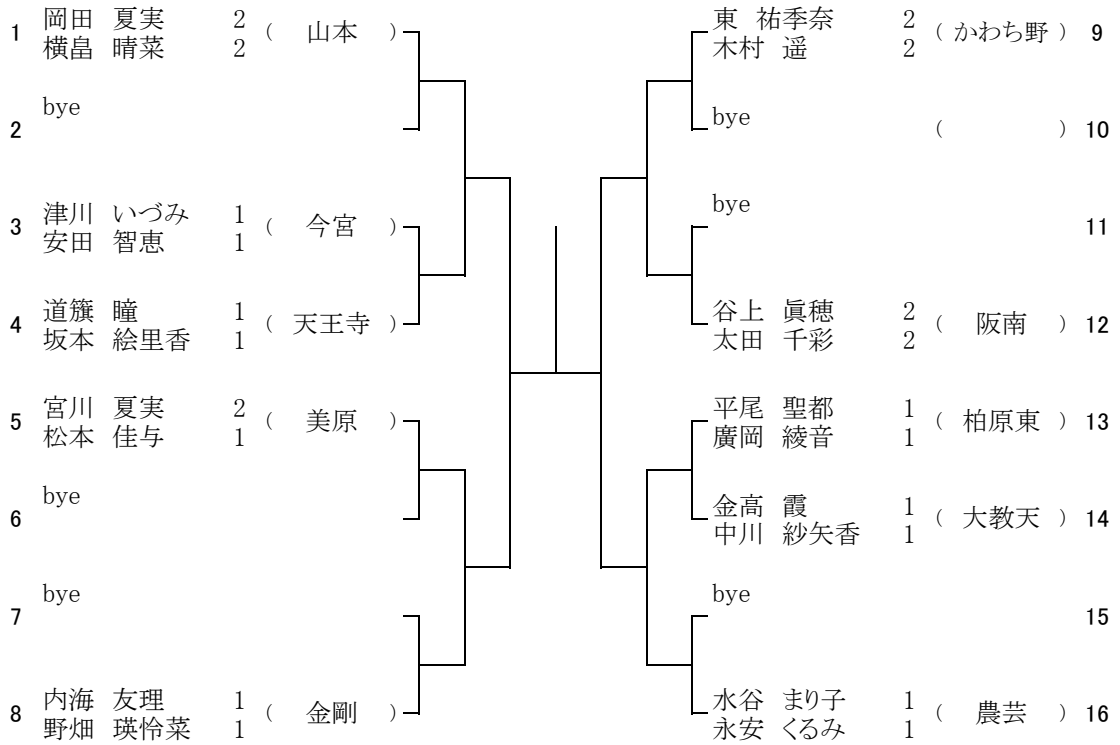 1 岡田 夏実 2 ( 山本 )
横畠 晴菜 2
bye
2
3 津川 いづみ 1 ( 今宮 )
安田 智恵 1
4 道籏 瞳 1 ( 天王寺 )
坂本 絵里香 1
5 宮川 夏実 2 ( 美原 )
松本 佳与 1
bye
6
bye
7
8 内海 友理 1 ( 金剛 )
野畑 瑛怜菜 1
東 祐季奈 2 ( かわち野 ) 9
木村 遥 2
bye
( ) 10
bye
11
谷上 眞穂 2 ( 阪南 ) 12
太田 千彩 2
平尾 聖都 1 ( 柏原東 ) 13
廣岡 綾音 1
金高 霞 1 ( 大教天 ) 14
中川 紗矢香 1
bye
15
水谷 まり子 1 ( 農芸 ) 16
永安 くるみ 1